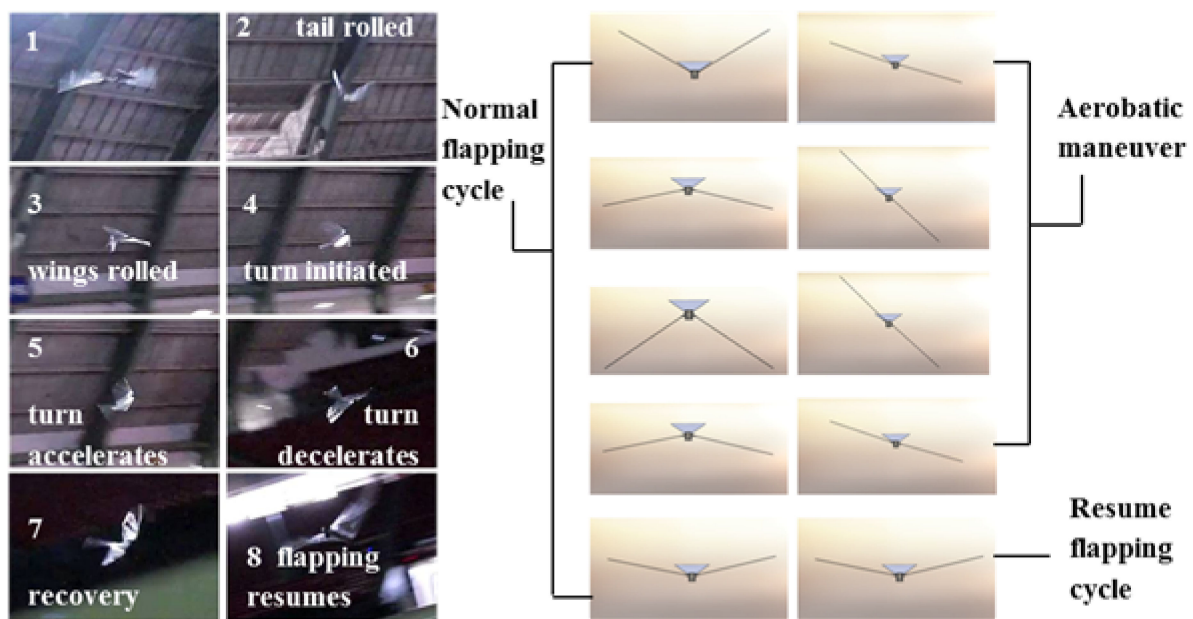 1
2 tail rolled
3
wings rolled
4
turn initiated
5
turn
accelerates
6
turn
decelerates
7
recovery
8 flapping
resumes
Normal
flapping
cycle
Aerobatic
maneuver
Resume
flapping
cycle